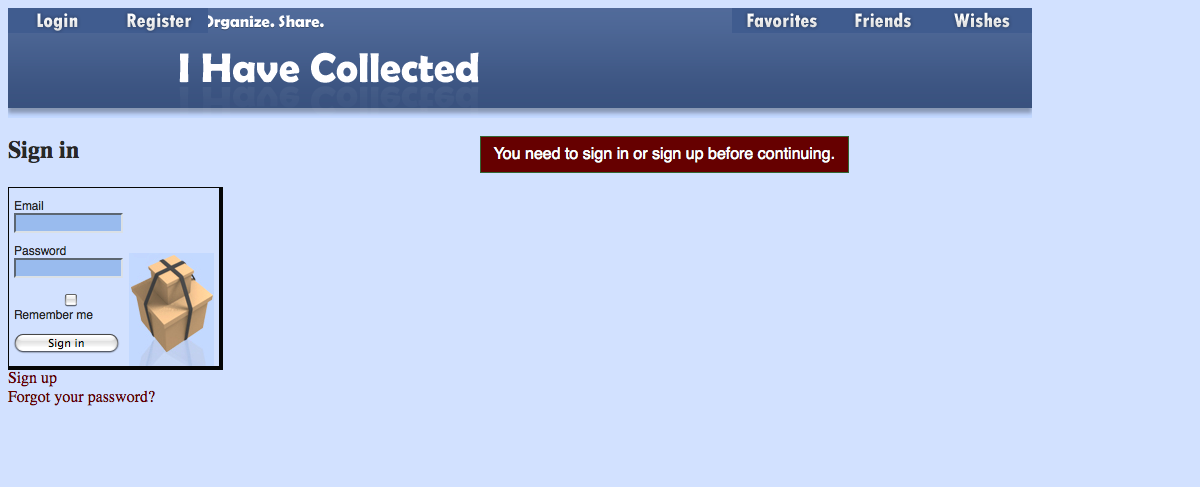 Login Register Organize. Share. Favorites Friends Wishes
I Have Collected
Sign in
You need to sign in or sign up before continuing.
Email
Password
Remember me
Sign in
Sign up
Forgot your password?